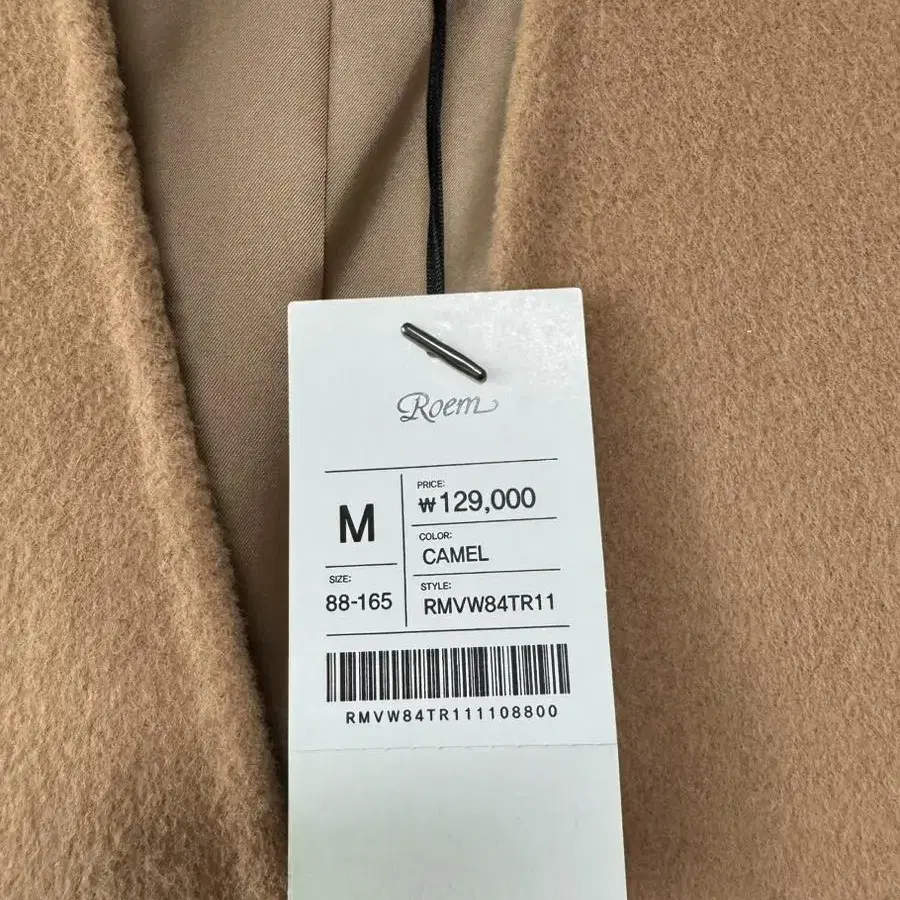 Roem
M
SIZE:
88-165
PRICE:
₩129,000
COLOR:
CAMEL
STYLE:
RMVW84TR11
RMVW84TR111108800